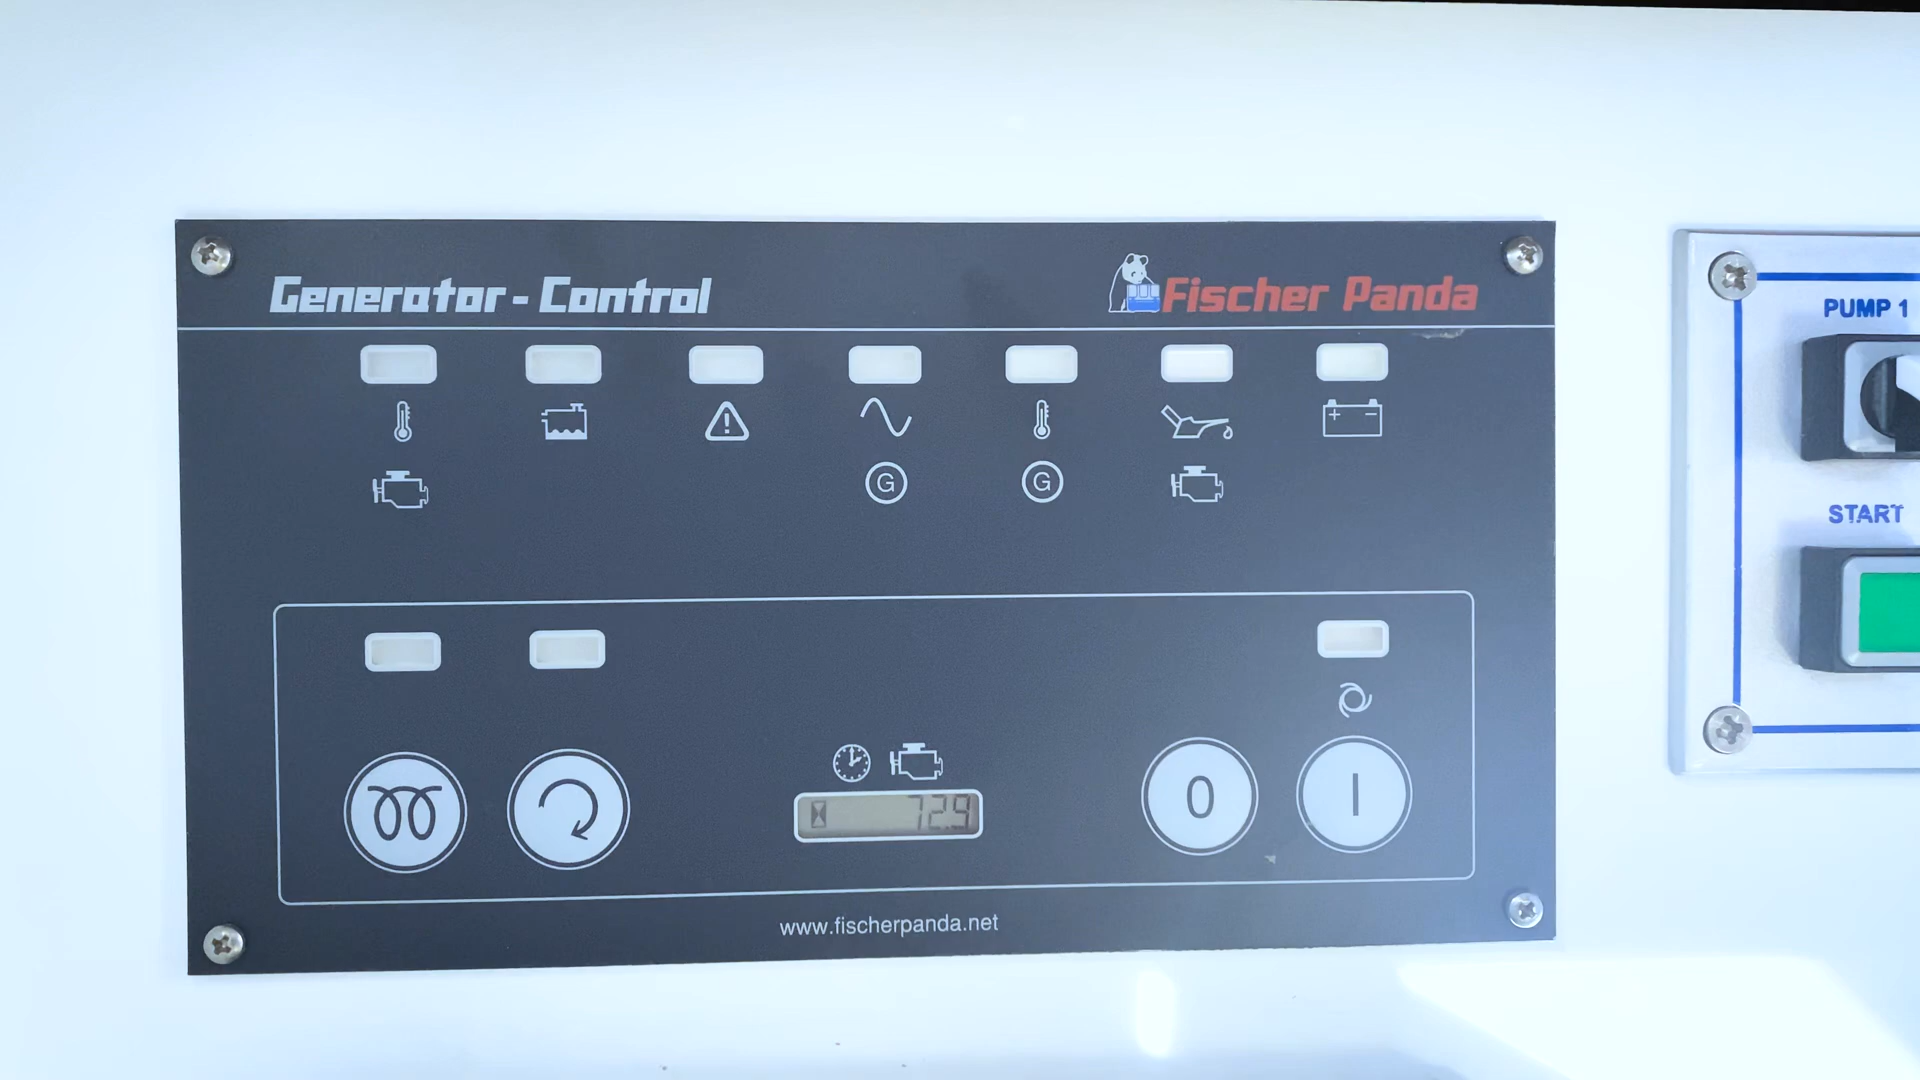 Generator - Control
Fischer Panda
G
G
72.9
0
I
www.fischerpanda.net
PUMP 1
START